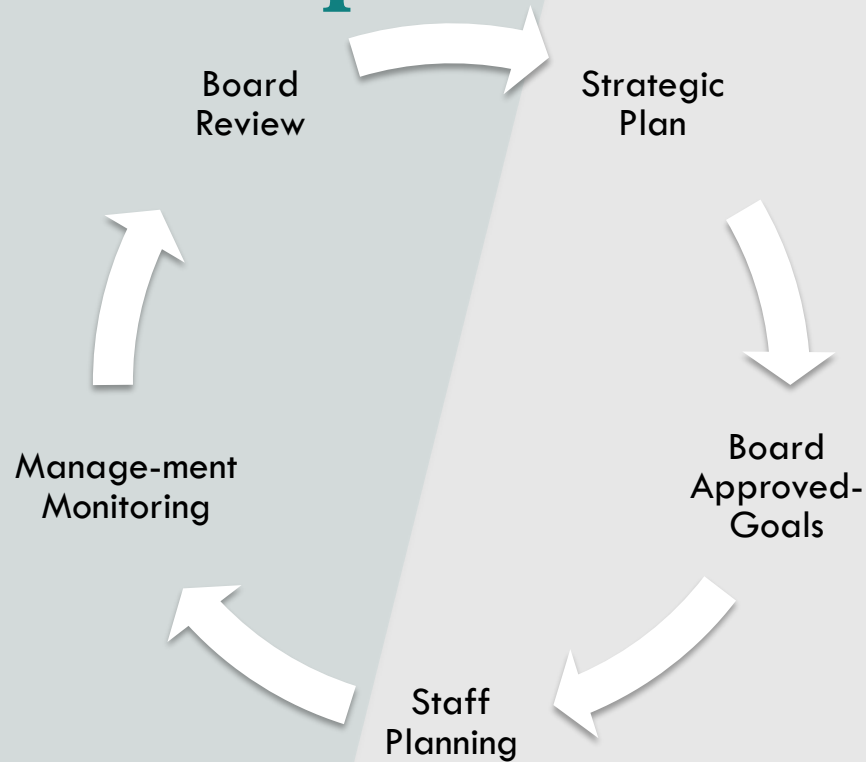 Board
Review
Strategic
Plan
Board
Approved-
Goals
Staff
Planning
Manage-ment
Monitoring